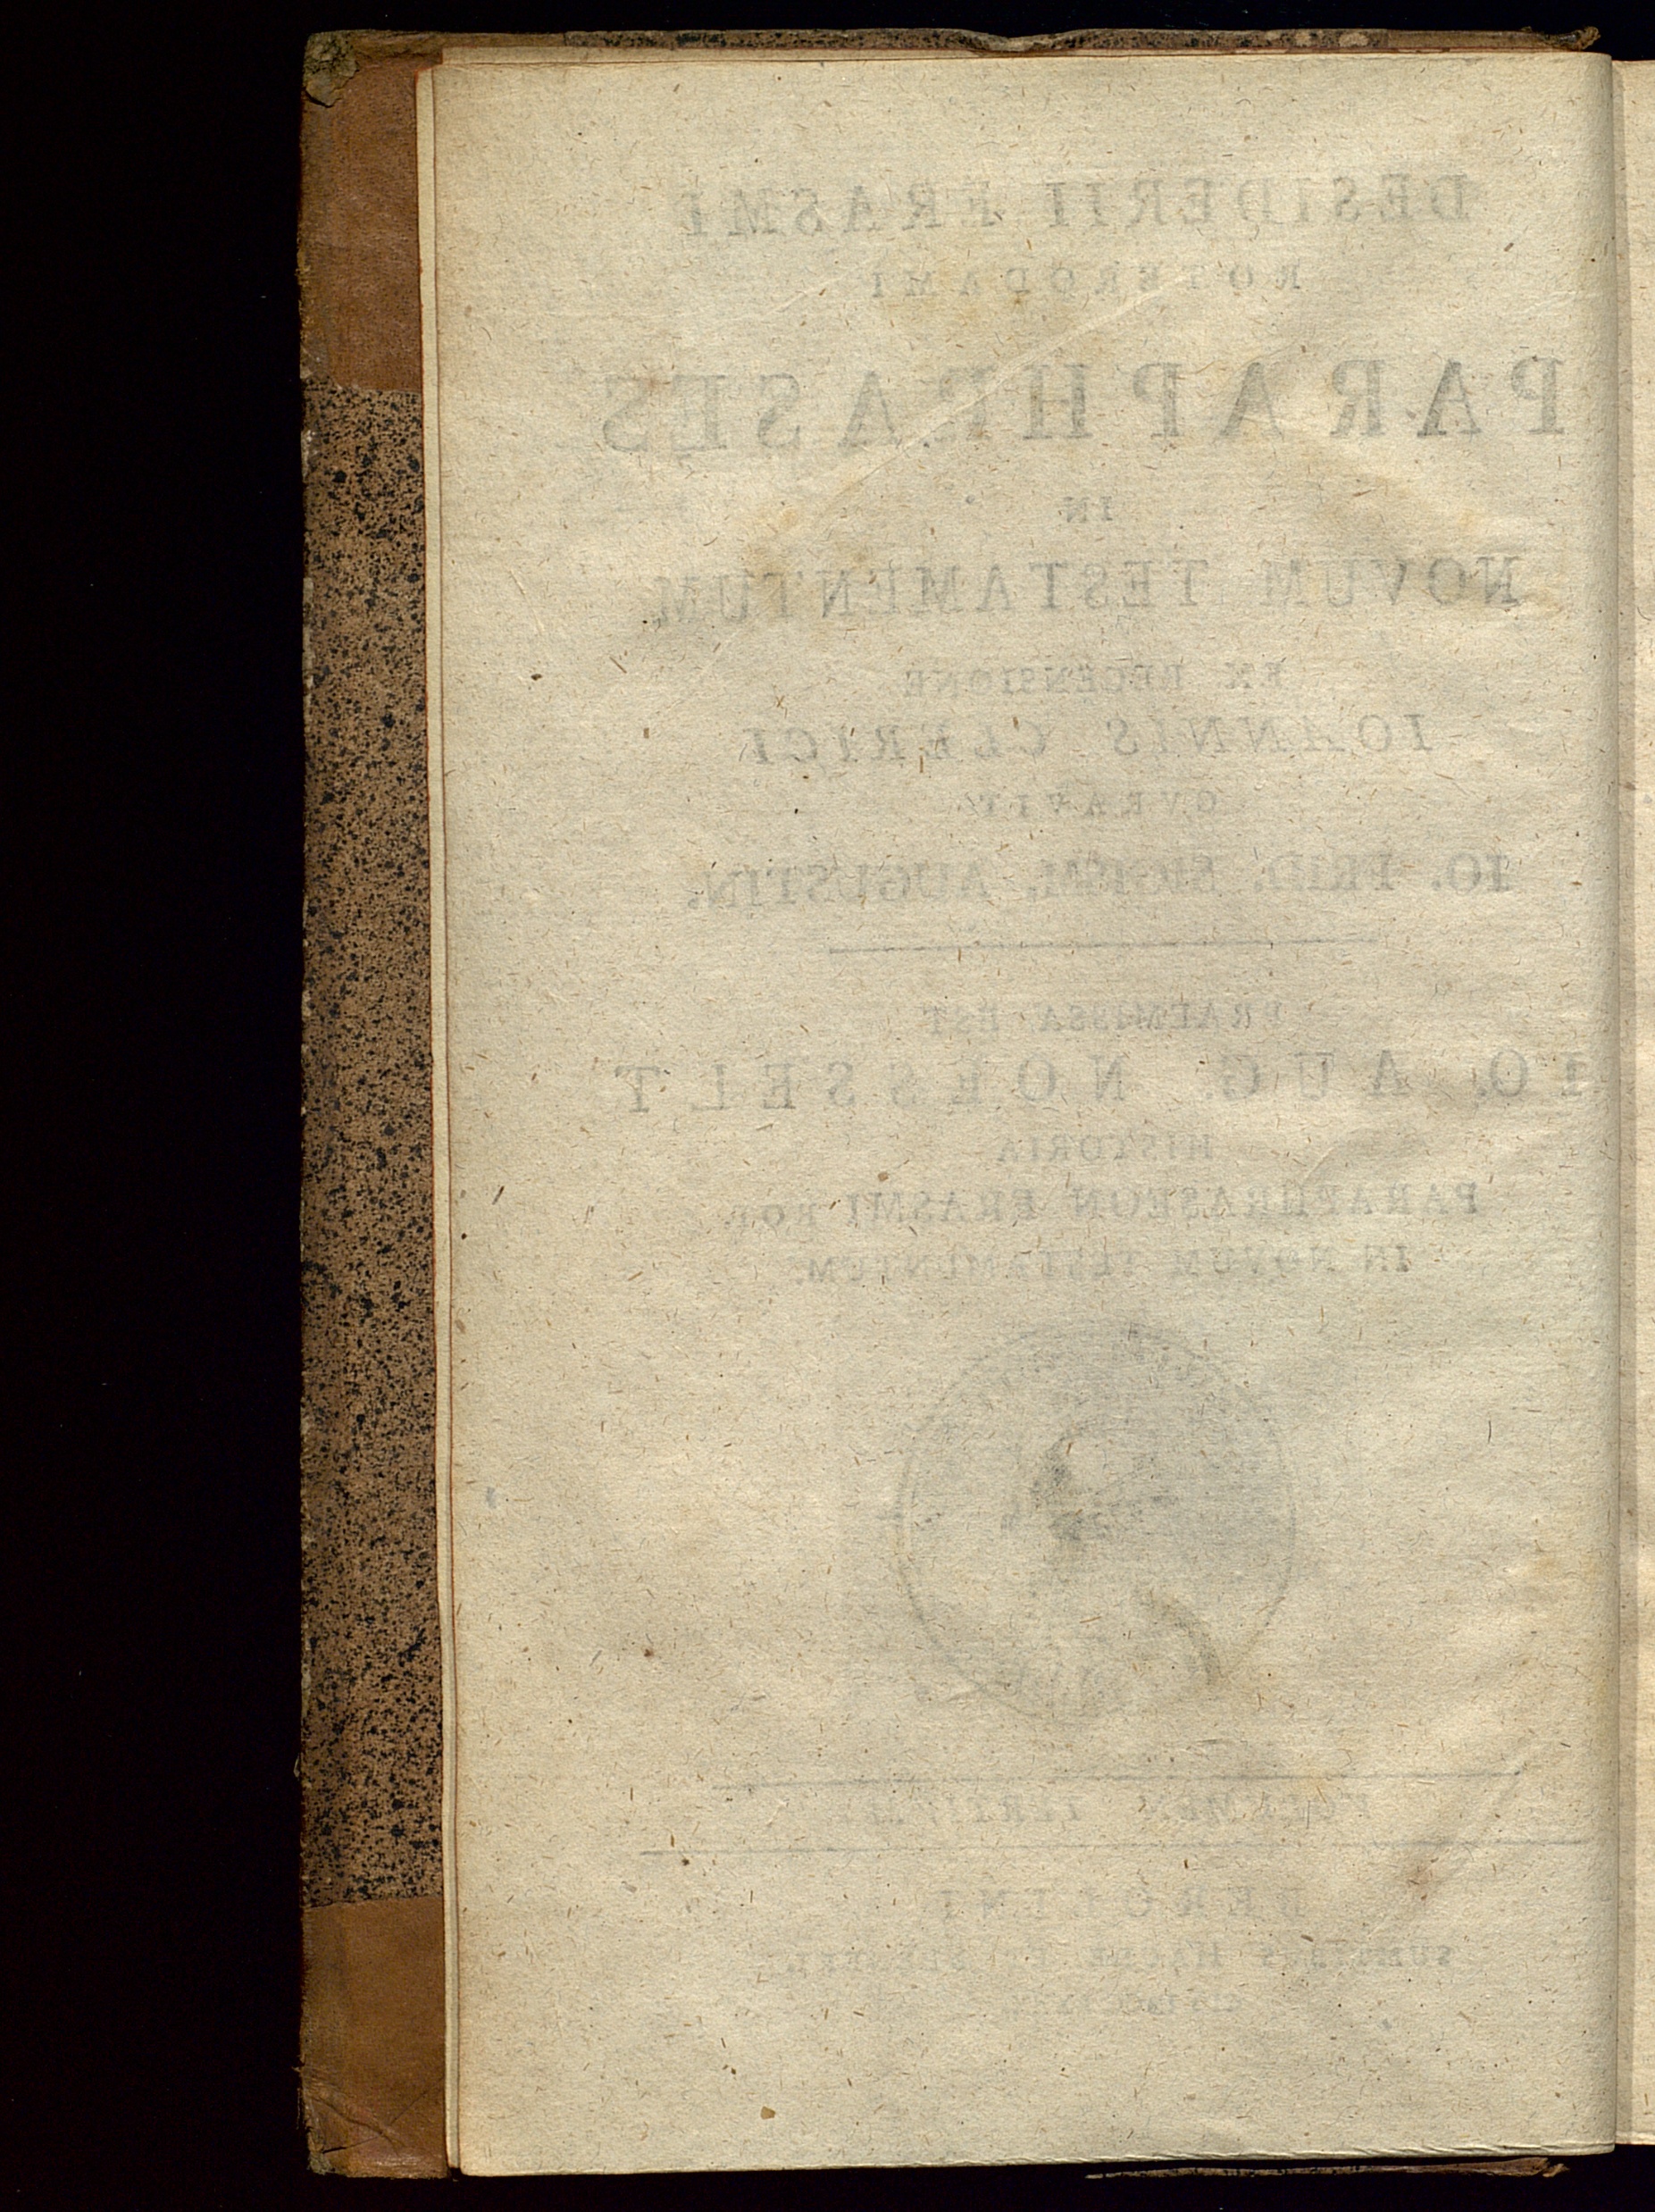 DESIDERII ERASMI
ROTERODAMI
PARAPHRASES
IN
NOVUM TESTAMENTUM
EX RECENSIONE
IOANNIS CLERICI
CVRAVIT
IO. FRID. SIGISM. AUGUSTIN.
PRAEMISSA EST
IO. AUG. NOESSELT
HISTORIA
PARAPHRASEON ERASMI ROT.
IN NOVUM TESTAMENTUM.
BEROLINI